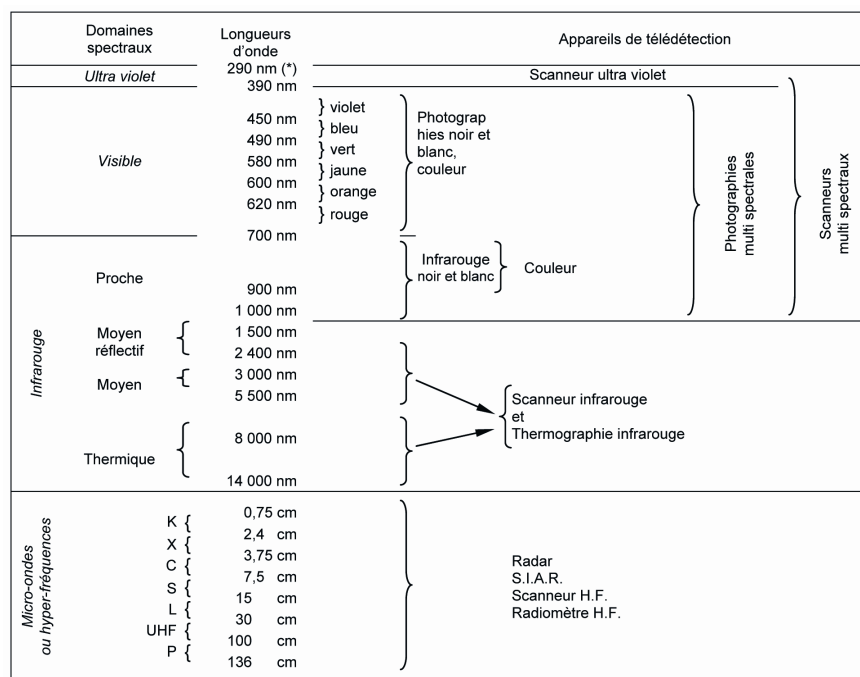 Domaines
spectraux
Longueurs
d'onde
Appareils de télédétection
290 nm (*)
Ultra violet
Scanneur ultra violet
390 nm
Visible
450 nm
490 nm
580 nm
600 nm
620 nm
700 nm
} violet
} bleu
} vert
} jaune
} orange
} rouge
Photograp
hies noir et
blanc,
couleur
Photographies
multi spectrales
Scanneurs
multi spectraux
Infrarouge
Proche
900 nm
1 000 nm
Infrarouge
noir et blanc
Couleur
Moyen
réflectif
1 500 nm
2 400 nm
Moyen
3 000 nm
5 500 nm
Thermique
8 000 nm
14 000 nm
Scanneur infrarouge
et
Thermographie infrarouge
Micro-ondes
ou hyper-fréquences
K {
X {
C {
S {
L {
UHF {
P {
0,75 cm
2,4 cm
3,75 cm
7,5 cm
15 cm
30 cm
100 cm
136 cm
Radar
S.I.A.R.
Scanneur H.F.
Radiomètre H.F.